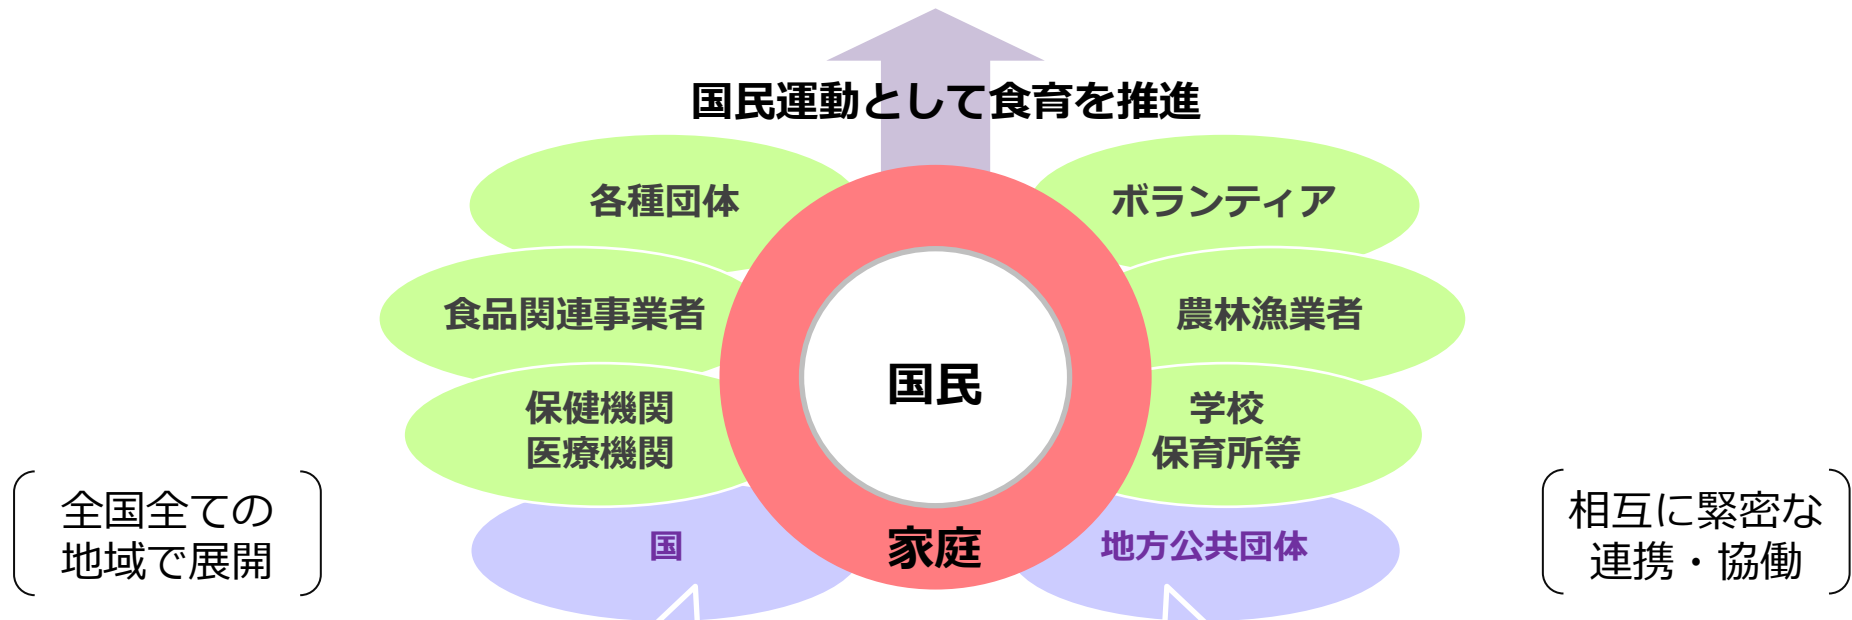 国民運動として食育を推進
各種団体
ボランティア
食品関連事業者
農林漁業者
国民
保健機関
医療機関
学校
保育所等
全国全ての
地域で展開
国
家庭
地方公共団体
相互に緊密な
連携・協働